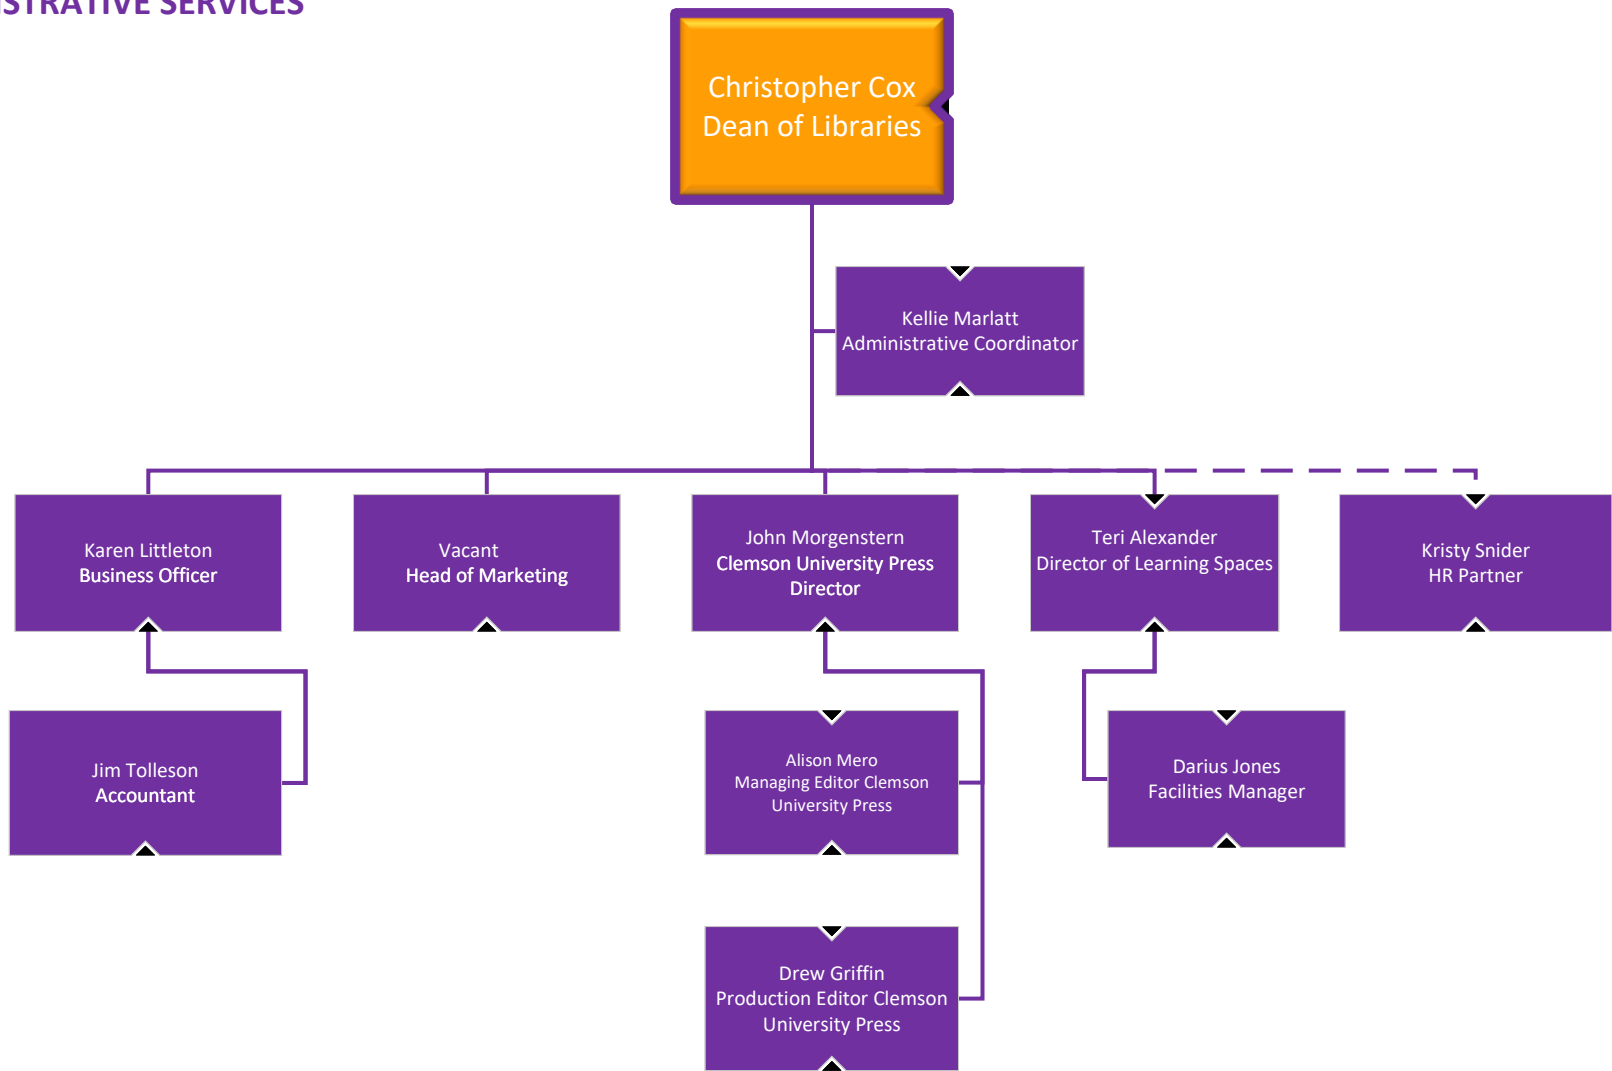 ISTRATIVE SERVICES
Christopher Cox
Dean of Libraries
Kellie Marlatt
Administrative Coordinator
Karen Littleton
Business Officer
Vacant
Head of Marketing
John Morgenstern
Clemson University Press
Director
Teri Alexander
Director of Learning Spaces
Kristy Snider
HR Partner
Jim Tolleson
Accountant
Alison Mero
Managing Editor Clemson
University Press
Darius Jones
Facilities Manager
Drew Griffin
Production Editor Clemson
University Press